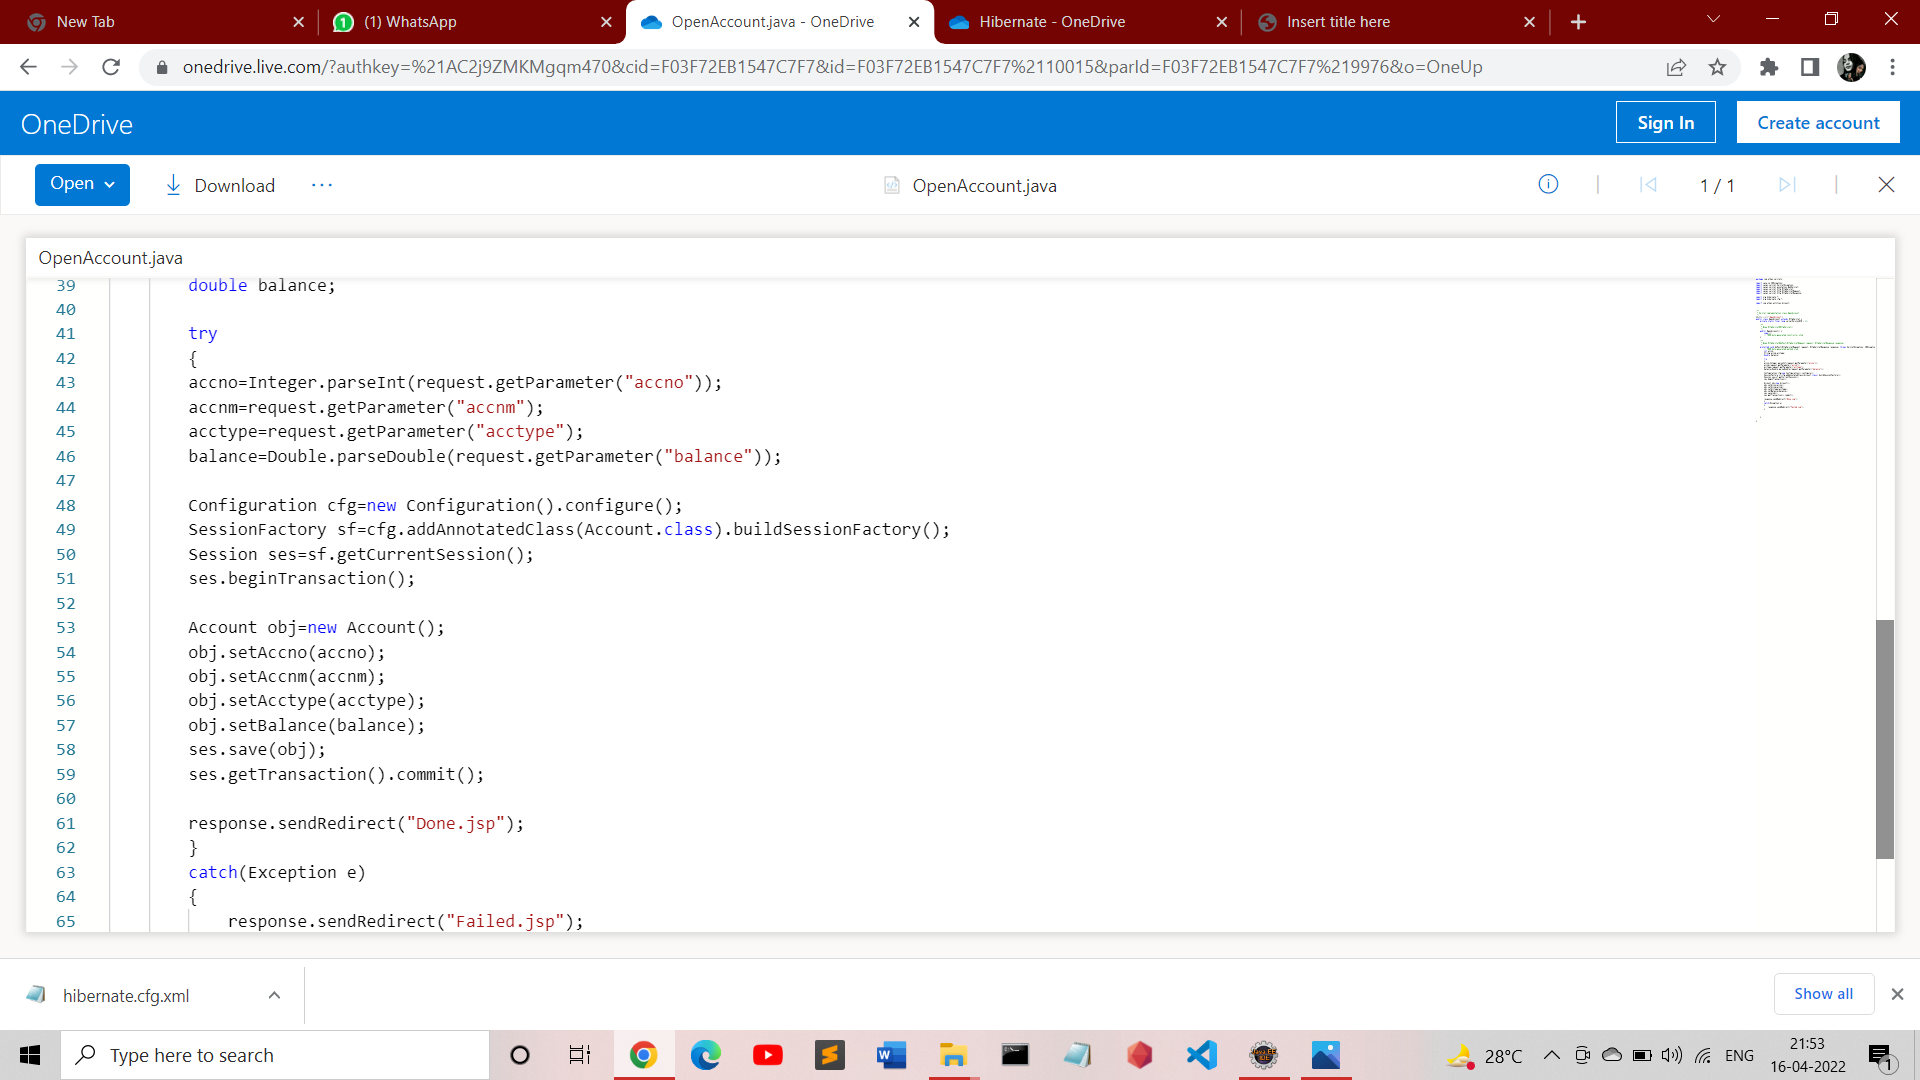 New Tab
(1) WhatsApp
OpenAccount.java - OneDrive
Hibernate - OneDrive
Insert title here
onedrive.live.com/?authkey=%21AC2j9ZMKMgqm470&cid=F03F72EB1547C7F7&id=F03F72EB1547C7F7%2110015&parId=F03F72EB1547C7F7%219976&o=OneUp
OneDrive
Sign In
Create account
Open
Download
OpenAccount.java
1 / 1
OpenAccount.java
39 double balance;
40
41 try
42 {
43 accno=Integer.parseInt(request.getParameter("accno"));
44 accnm=request.getParameter("accnm");
45 acctype=request.getParameter("acctype");
46 balance=Double.parseDouble(request.getParameter("balance"));
47
48 Configuration cfg=new Configuration().configure();
49 SessionFactory sf=cfg.addAnnotatedClass(Account.class).buildSessionFactory();
50 Session ses=sf.getCurrentSession();
51 ses.beginTransaction();
52
53 Account obj=new Account();
54 obj.setAccno(accno);
55 obj.setAccnm(accnm);
56 obj.setAcctype(acctype);
57 obj.setBalance(balance);
58 ses.save(obj);
59 ses.getTransaction().commit();
60
61 response.sendRedirect("Done.jsp");
62 }
63 catch(Exception e)
64 {
65 response.sendRedirect("Failed.jsp");
hibernate.cfg.xml
Show all
Type here to search
28°C
ENG
21:53
16-04-2022
1